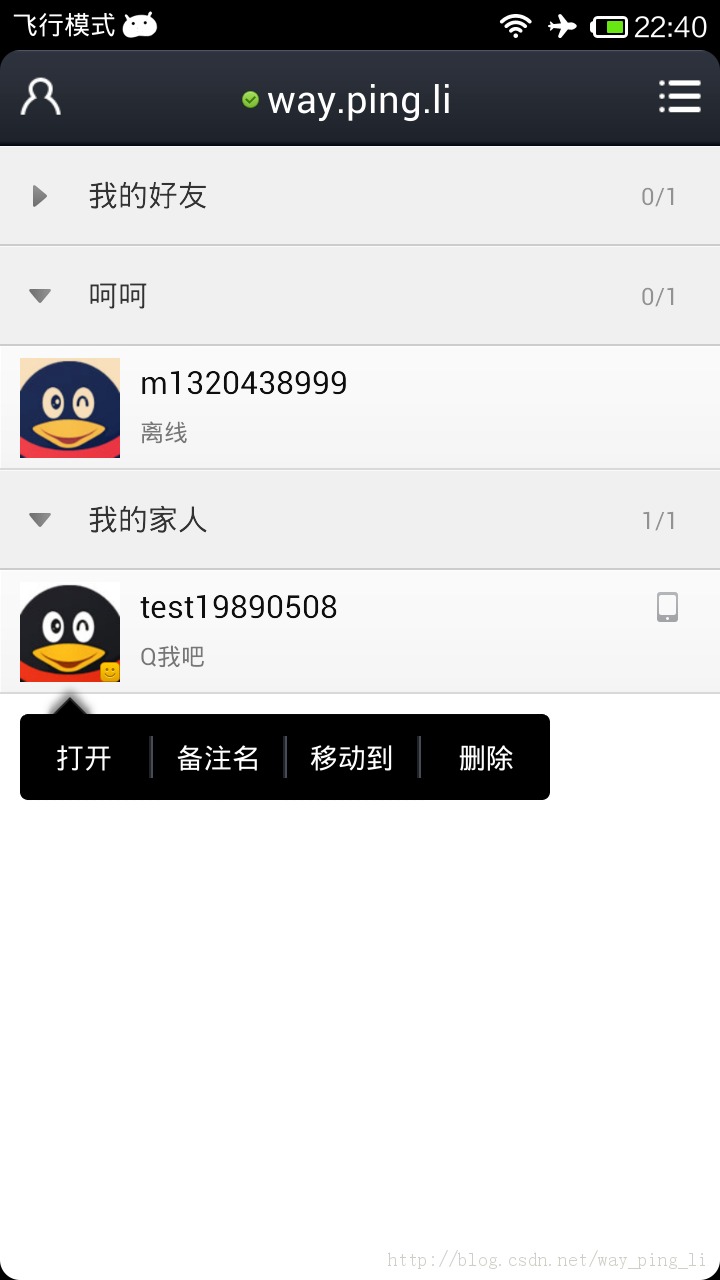 飞行模式 22:40
way.ping.li
我的好友 0/1
呵呵 0/1
m1320438999
离线
我的家人 1/1
test19890508
Q我吧
打开 备注名 移动到 删除
http://blog.csdn.net/way_ping_li